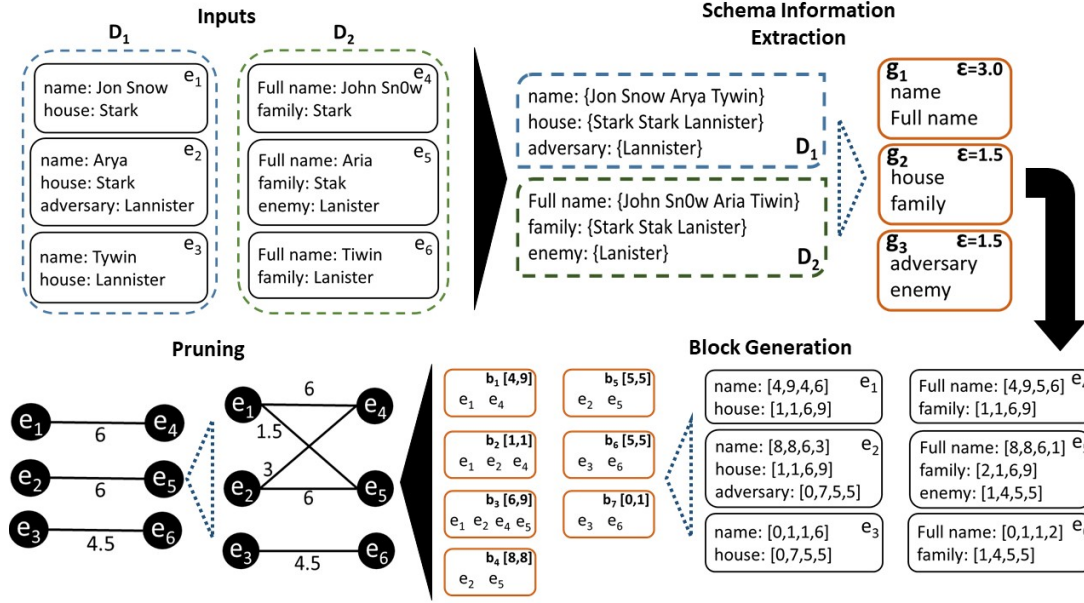 Inputs
D1
D2
name: Jon Snow
house: Stark
e1
name: Arya
house: Stark
adversary: Lannister
e2
name: Tywin
house: Lannister
e3
Full name: John Sn0w
family: Stark
e4
Full name: Aria
family: Stak
enemy: Lanister
e5
Full name: Tiwin
family: Lanister
e6
Schema Information
Extraction
name: {Jon Snow Arya Tywin}
house: {Stark Stark Lannister}
adversary: {Lannister}
D1
Full name: {John Sn0w Aria Tiwin}
family: {Stark Stak Lanister}
enemy: {Lanister}
D2
g1 ε=3.0
name
Full name
g2 ε=1.5
house
family
g3 ε=1.5
adversary
enemy
Block Generation
name: [4,9,4,6]
house: [1,1,6,9]
e1
name: [8,8,6,3]
house: [1,1,6,9]
adversary: [0,7,5,5]
e2
name: [0,1,1,6]
house: [0,7,5,5]
e3
Full name: [4,9,5,6]
family: [1,1,6,9]
Full name: [8,8,6,1]
family: [2,1,6,9]
enemy: [1,4,5,5]
Full name: [0,1,1,2]
family: [1,4,5,5]
b1 [4,9]
e1 e4
b2 [1,1]
e1 e2 e4
b3 [6,9]
e1 e2 e4 e5
b4 [8,8]
e2 e5
b5 [5,5]
e2 e5
b6 [5,5]
e3 e6
b7 [0,1]
e3 e6
Pruning
e1 6 e4
1.5
3
e2 6 e5
e3 4.5 e6
e1 6 e4
e2 6 e5
e3 4.5 e6